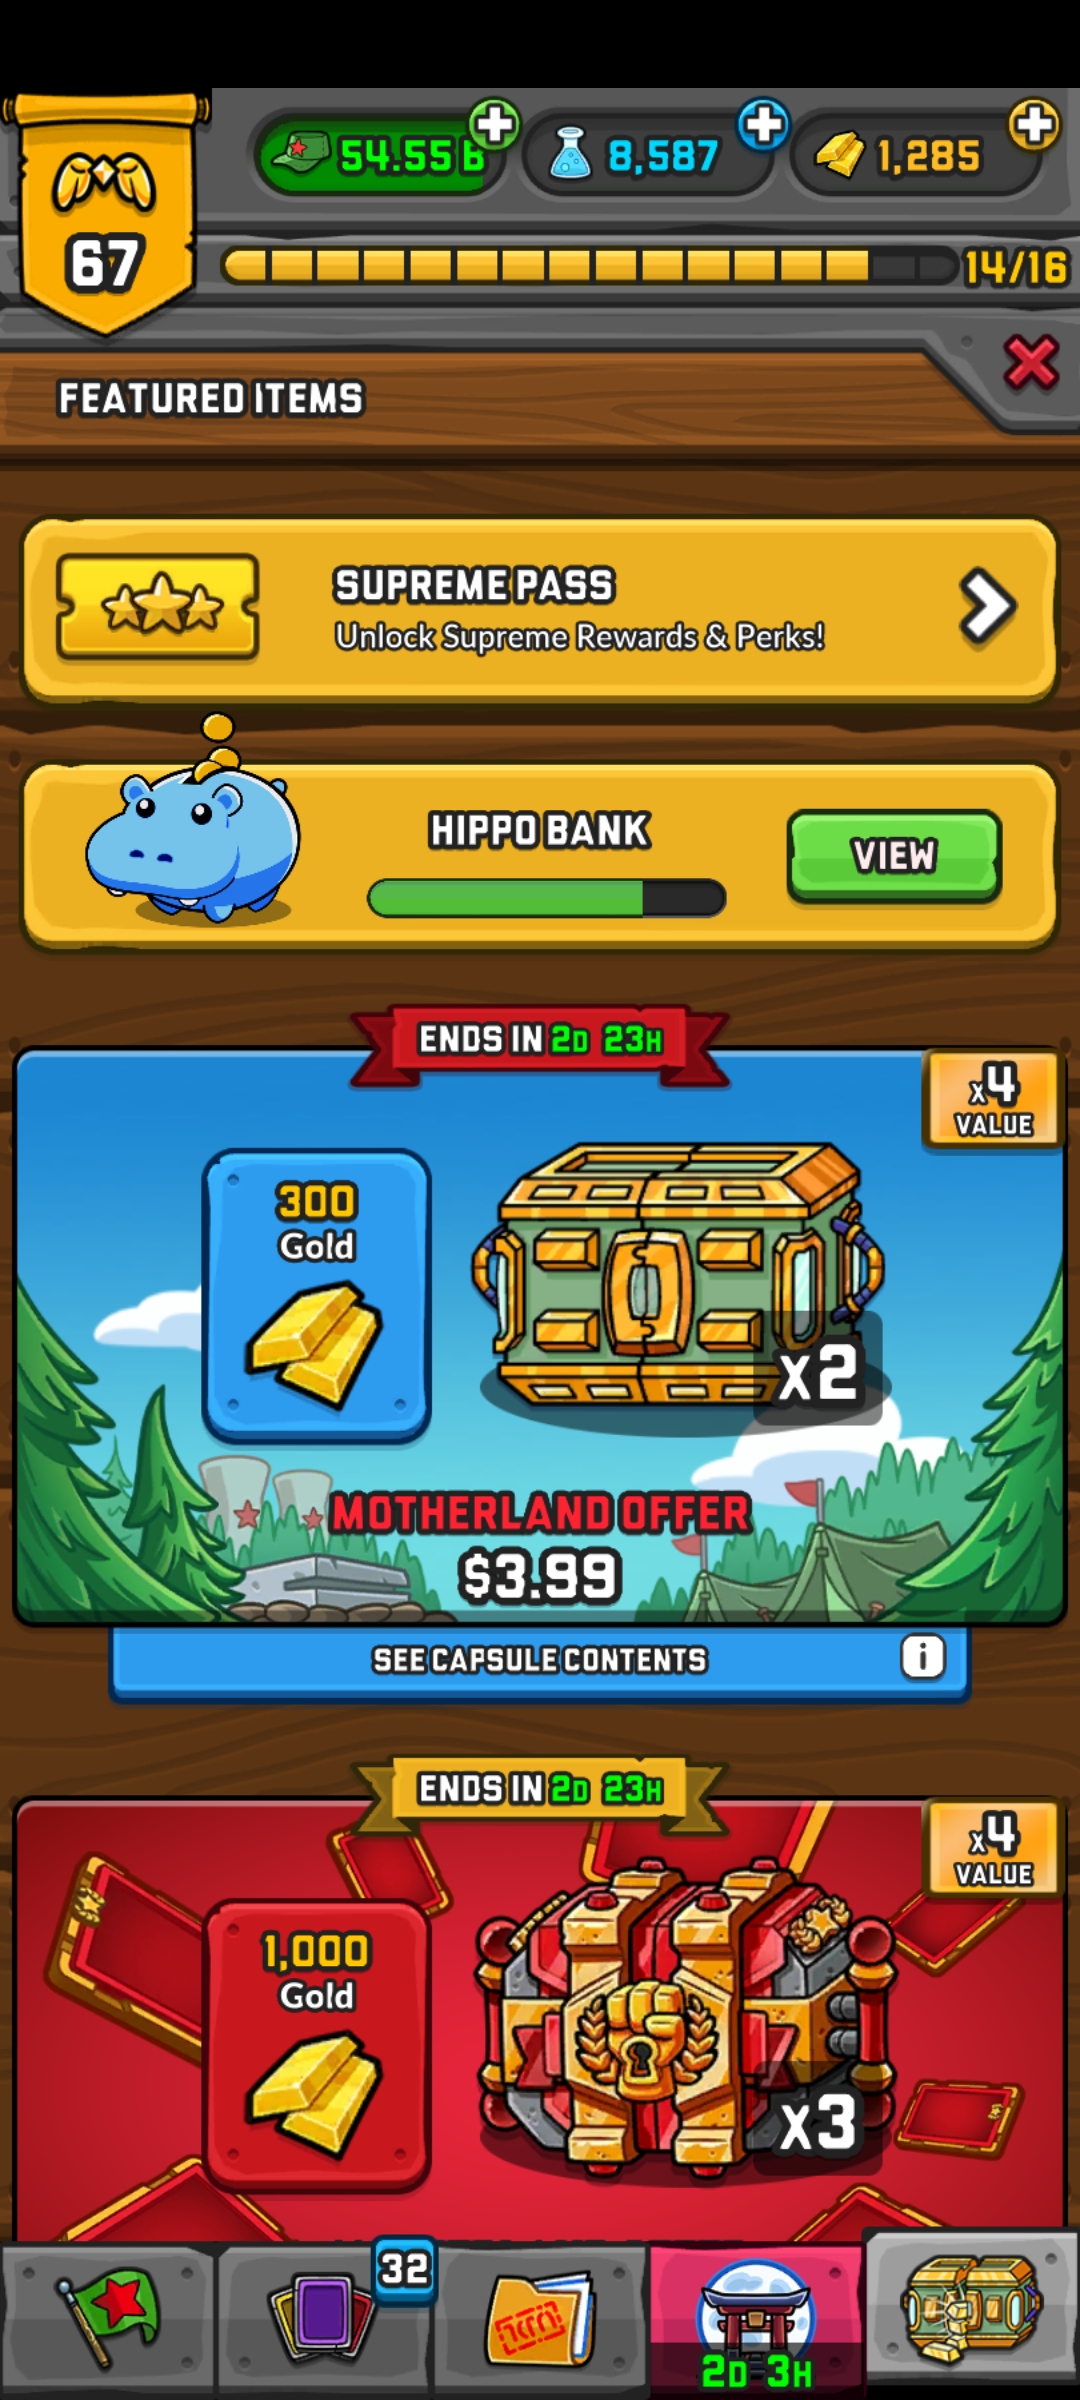 54.55 B
8,587
1,285
67
14/16
FEATURED ITEMS
SUPREME PASS
Unlock Supreme Rewards & Perks!
HIPPO BANK
VIEW
ENDS IN 2D 23H
x4
VALUE
300
Gold
x2
MOTHERLAND OFFER
$3.99
SEE CAPSULE CONTENTS
i
ENDS IN 2D 23H
x4
VALUE
1,000
Gold
x3
32
2D 3H